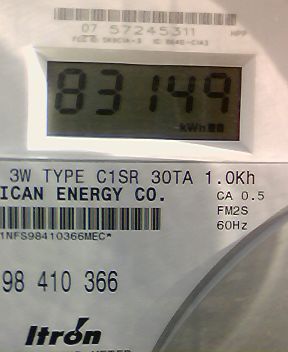 07 57245311
HPP
83149
kWh
3W TYPE C1SR 30TA 1.0Kh
ICAN ENERGY CO.
CA 0.5
FM2S
60Hz
1NFS98410366MEC*
98 410 366
Itron